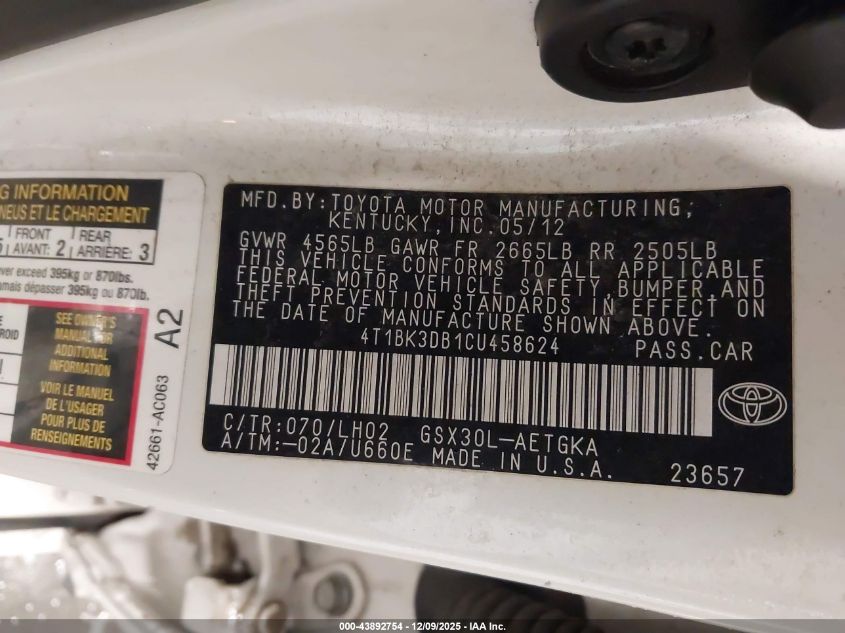 G INFORMATION
NEUS ET LE CHARGEMENT
FRONT
AVANT: 2
REAR
ARRIÈRE: 3
ver exceed 395kg or 870lbs.
amais dépasser 395kg ou 870lb.
SEE OWNER'S
MANUAL FOR
ADDITIONAL
INFORMATION
VOIR LE MANUEL
DE L'USAGER
POUR PLUS DE
RENSEIGNEMENTS
42661-AC063
A2
MFD.BY: TOYOTA MOTOR MANUFACTURING,
KENTUCKY, INC. 05/12
GVWR 4565LB GAWR FR 2665LB RR 2505LB
THIS VEHICLE CONFORMS TO ALL APPLICABLE
FEDERAL MOTOR VEHICLE SAFETY, BUMPER, AND
THEFT PREVENTION STANDARDS IN EFFECT ON
THE DATE OF MANUFACTURE SHOWN ABOVE.
4T1BK3DB1CU458624 PASS.CAR
C/TR:070/LH02 GSX30L-AETGKA
A/TM:-02A/U660E MADE IN U.S.A.
23657
TOYOTA
000-43892754 - 12/09/2025 - IAA Inc.